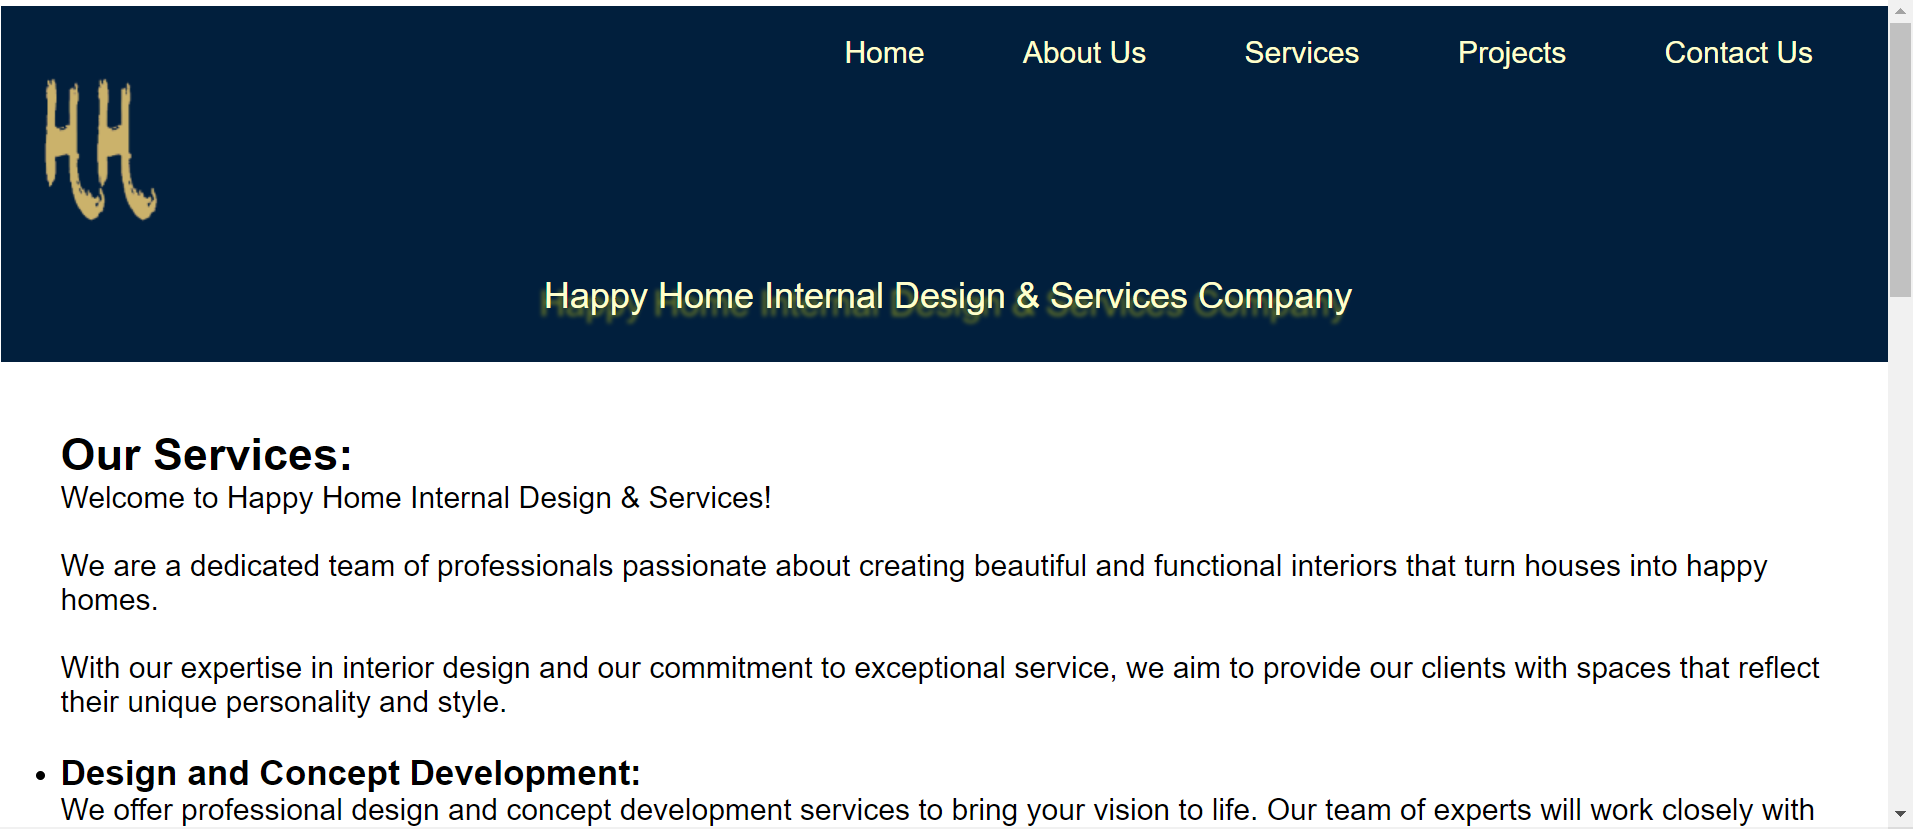 Home About Us Services Projects Contact Us
HH
Happy Home Internal Design & Services Company
Our Services:
Welcome to Happy Home Internal Design & Services!
We are a dedicated team of professionals passionate about creating beautiful and functional interiors that turn houses into happy
homes.
With our expertise in interior design and our commitment to exceptional service, we aim to provide our clients with spaces that reflect
their unique personality and style.
• Design and Concept Development:
We offer professional design and concept development services to bring your vision to life. Our team of experts will work closely with